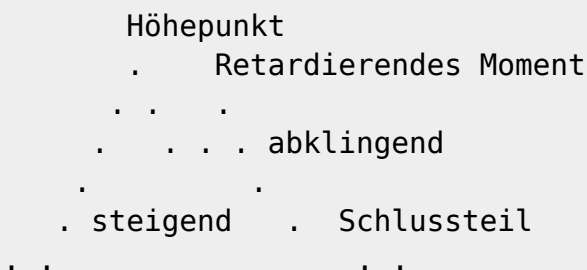 Höhepunkt
. Retardierendes Moment
. . .
. . . . abklingend
. .
. steigend . Schlussteil
. . . .